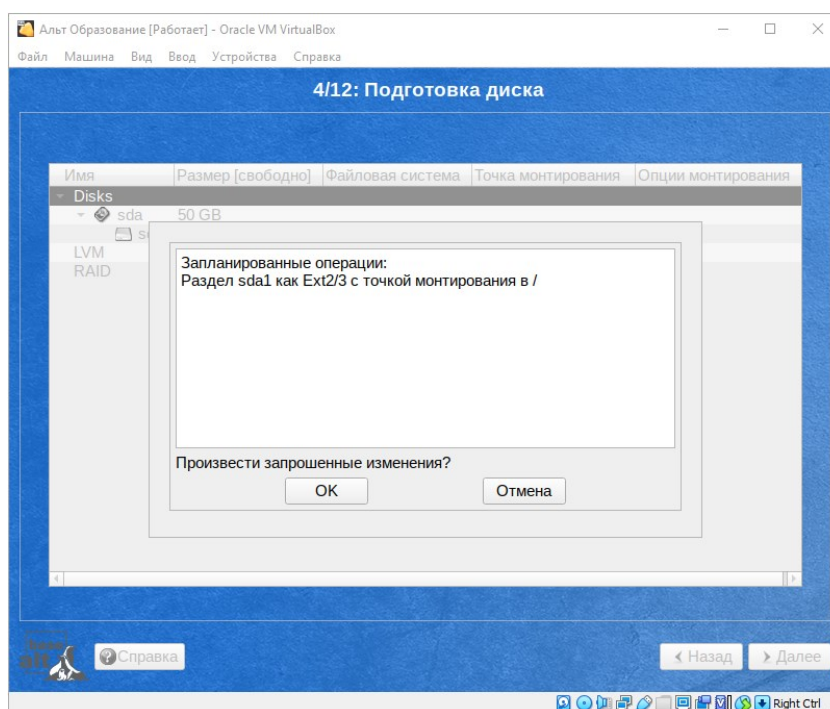 Альт Образование [Работает] - Oracle VM VirtualBox
Файл Машина Вид Ввод Устройства Справка
4/12: Подготовка диска
Имя Размер [свободно] Файловая система Точка монтирования Опции монтирования
Disks
sda 50 GB
LVM
RAID
Запланированные операции:
Раздел sda1 как Ext2/3 с точкой монтирования в /
Произвести запрошенные изменения?
OK Отмена
alt Справка Назад Далее
Right Ctrl